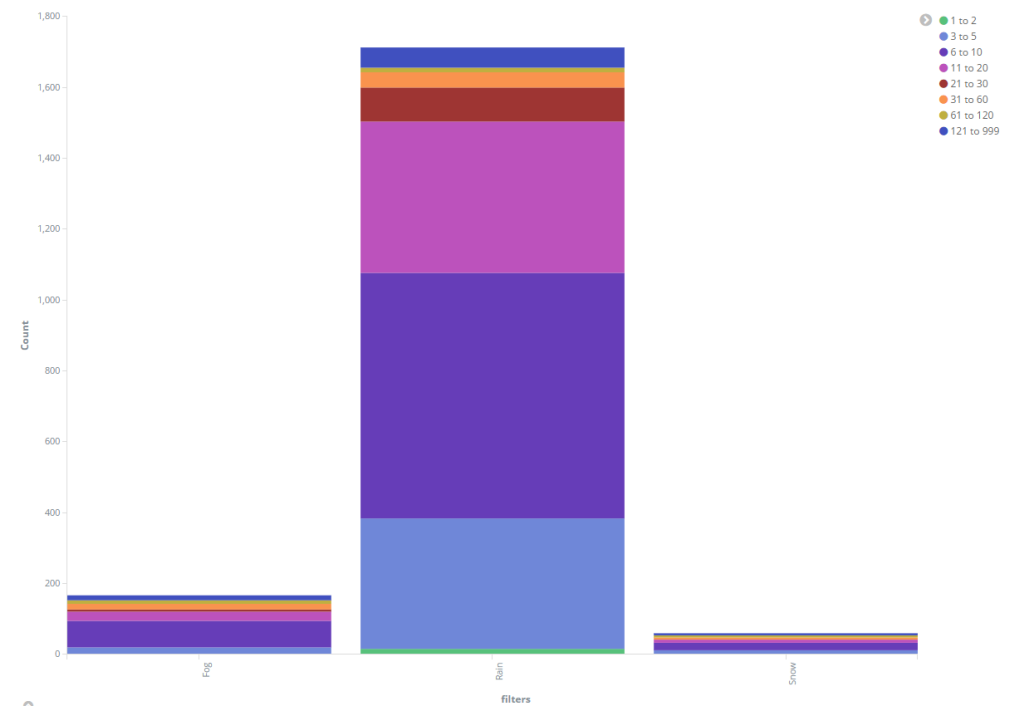 1,800
1,600
1,400
1,200
1,000
800
600
400
200
0
Count
Fog
Rain
Snow
filters
1 to 2
3 to 5
6 to 10
11 to 20
21 to 30
31 to 60
61 to 120
121 to 999